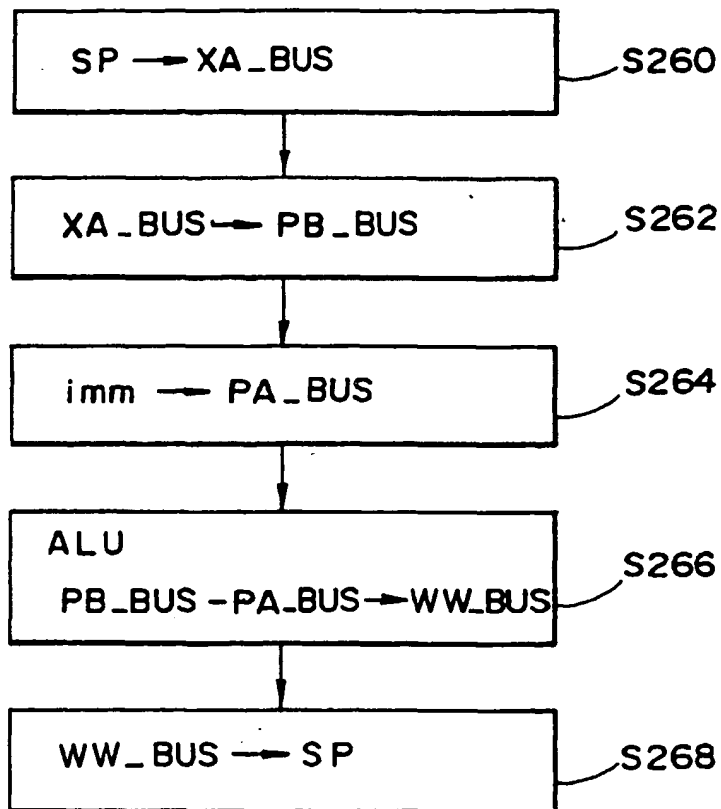 SP → XA_BUS
S260
XA_BUS → PB_BUS
S262
imm → PA_BUS
S264
ALU
PB_BUS - PA_BUS → WW_BUS
S266
WW_BUS → SP
S268